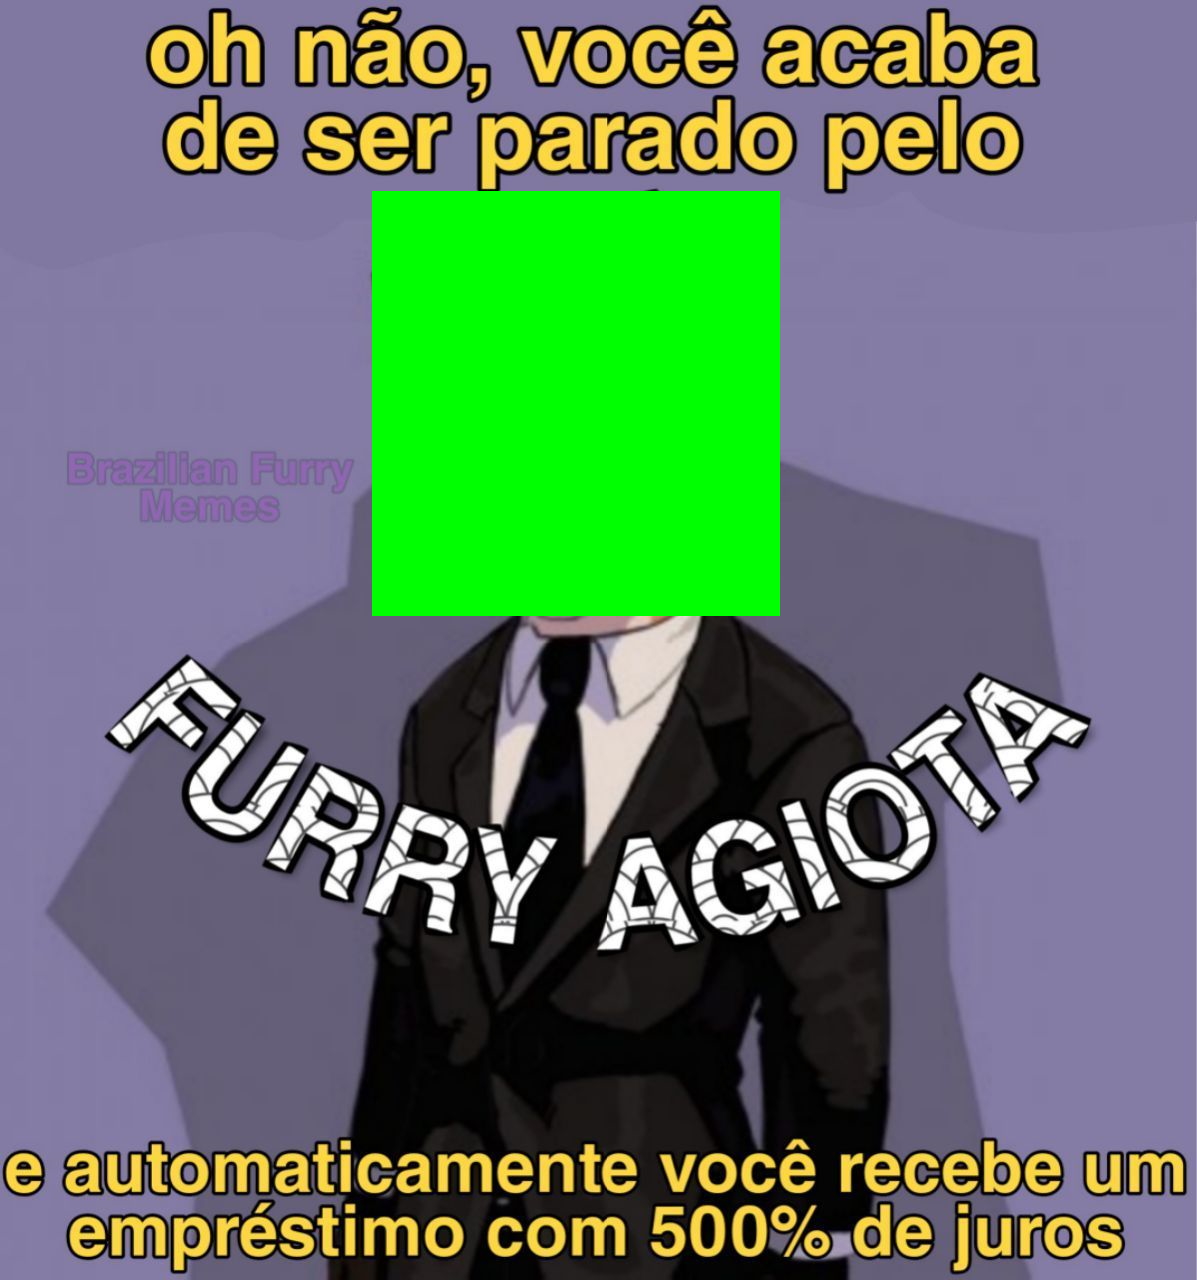 oh não, você acaba
de ser parado pelo
Brazilian Furry
Memes
FURRY AGIOTA
e automaticamente você recebe um
empréstimo com 500% de juros